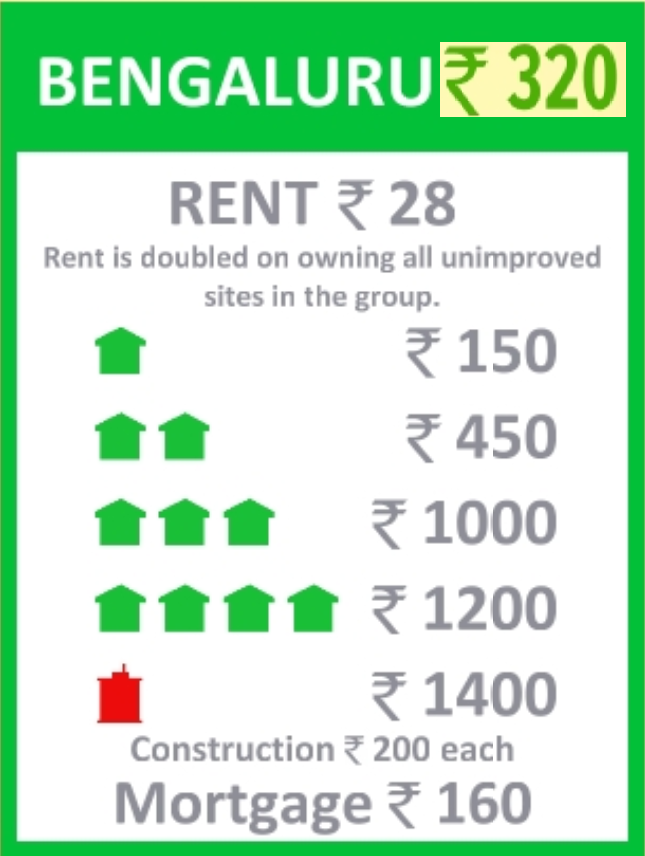 BENGALURU ₹ 320
RENT ₹ 28
Rent is doubled on owning all unimproved
sites in the group.
₹ 150
₹ 450
₹ 1000
₹ 1200
₹ 1400
Construction ₹ 200 each
Mortgage ₹ 160